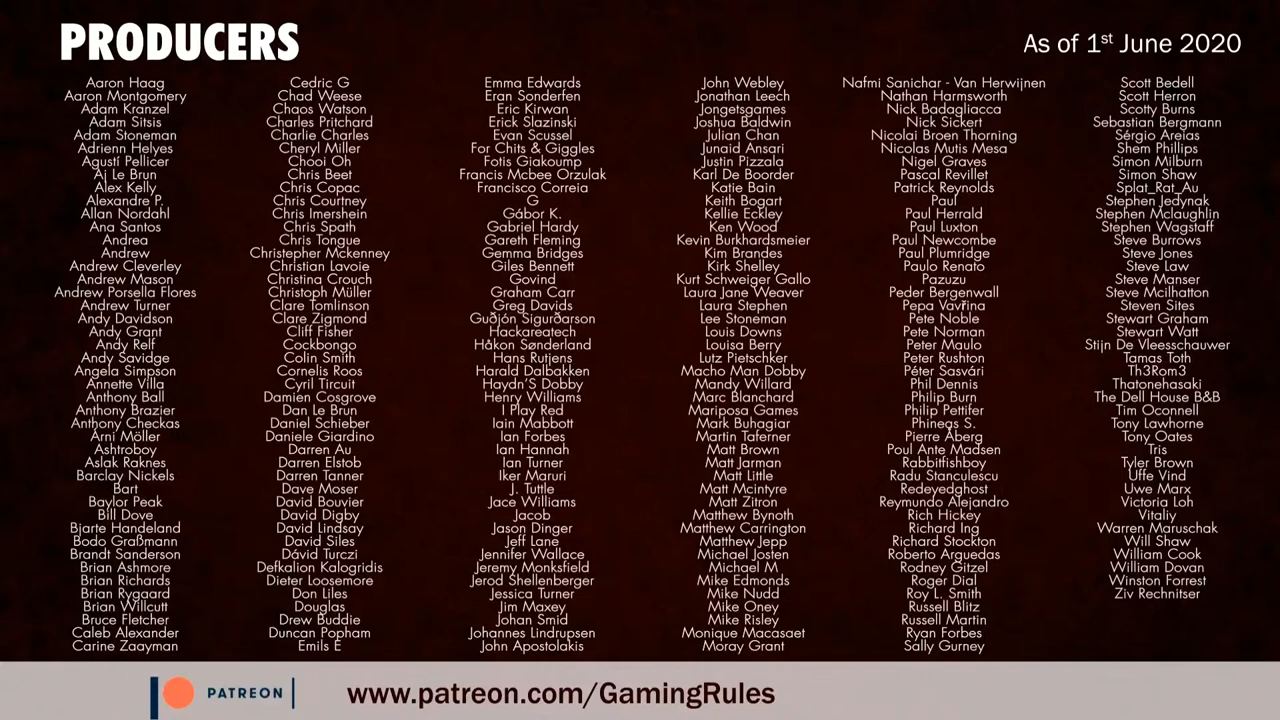 PRODUCERS
As of 1st June 2020
Aaron Haag
Aaron Montgomery
Adam Kranzel
Adam Sitsis
Adam Stoneman
Adrienn Helyes
Agustí Pellicer
Aj Le Brun
Alex Kelly
Alexandre P.
Allan Nordahl
Ana Santos
Andrea
Andrew
Andrew Cleverley
Andrew Mason
Andrew Porsella Flores
Andrew Turner
Andy Davidson
Andy Grant
Andy Relf
Andy Savidge
Angela Simpson
Annette Villa
Anthony Ball
Anthony Brazier
Anthony Checkas
Arni Möller
Ashtroboy
Aslak Raknes
Barclay Nickels
Bart
Baylor Peak
Bill Dove
Bjarte Handeland
Bodo Graßmann
Brandt Sanderson
Brian Ashmore
Brian Richards
Brian Rygaard
Brian Willcutt
Bruce Fletcher
Caleb Alexander
Carine Zaayman
Cedric G
Chad Weese
Chaos Watson
Charles Pritchard
Charlie Charles
Cheryl Miller
Chooi Oh
Chris Beet
Chris Copac
Chris Courtney
Chris Imershein
Chris Spath
Chris Tongue
Christepher Mckenney
Christian Lavoie
Christina Crouch
Christoph Müller
Clare Tomlinson
Clare Zigmond
Cliff Fisher
Cockbongo
Colin Smith
Cornelis Roos
Cyril Tircuit
Damien Cosgrove
Dan Le Brun
Daniel Schieber
Daniele Giardino
Darren Au
Darren Elstob
Darren Tanner
Dave Moser
David Bouvier
David Digby
David Lindsay
David Siles
Dávid Turczi
Defkalion Kalogridis
Dieter Loosemore
Don Liles
Douglas
Drew Buddie
Duncan Popham
Emils E
Emma Edwards
Eran Sonderfen
Eric Kirwan
Erick Slazinski
Evan Scussel
For Chits & Giggles
Fotis Giakoump
Francis Mcbee Orzulak
Francisco Correia
G
Gábor K.
Gabriel Hardy
Gareth Fleming
Gemma Bridges
Giles Bennett
Govind
Graham Carr
Greg Davids
Guðjón Sigurðarson
Hackareatech
Håkon Sønderland
Hans Rutjens
Harald Dalbakken
Haydn'S Dobby
Henry Williams
I Play Red
Iain Mabbott
Ian Forbes
Ian Hannah
Ian Turner
Iker Maruri
J. Tuttle
Jace Williams
Jacob
Jason Dinger
Jeff Lane
Jennifer Wallace
Jeremy Monksfield
Jerod Shellenberger
Jessica Turner
Jim Maxey
Johan Smid
Johannes Lindrupsen
John Apostolakis
John Webley
Jonathan Leech
Jongetsgames
Joshua Baldwin
Julian Chan
Junaid Ansari
Justin Pizzala
Karl De Boorder
Katie Bain
Keith Bogart
Kellie Eckley
Ken Wood
Kevin Burkhardsmeier
Kim Brandes
Kirk Shelley
Kurt Schweiger Gallo
Laura Jane Weaver
Laura Stephen
Lee Stoneman
Louis Downs
Louisa Berry
Lutz Pietschker
Macho Man Dobby
Mandy Willard
Marc Blanchard
Mariposa Games
Mark Buhagiar
Martin Taferner
Matt Brown
Matt Jarman
Matt Little
Matt Mcintyre
Matt Zitron
Matthew Bynoth
Matthew Carrington
Matthew Jepp
Michael Josten
Michael M
Mike Edmonds
Mike Nudd
Mike Oney
Mike Risley
Monique Macasaet
Moray Grant
Nafmi Sanichar - Van Herwijnen
Nathan Harmsworth
Nick Badagliacca
Nick Sickert
Nicolai Broen Thorning
Nicolas Mutis Mesa
Nigel Graves
Pascal Revillet
Patrick Reynolds
Paul
Paul Herrald
Paul Luxton
Paul Newcombe
Paul Plumridge
Paulo Renato
Pazuzu
Peder Bergenwall
Pepa Vavřina
Pete Noble
Pete Norman
Peter Maulo
Peter Rushton
Péter Sasvári
Phil Dennis
Philip Burn
Philip Pettifer
Phineas S.
Pierre Åberg
Poul Ante Madsen
Rabbitfishboy
Radu Stanculescu
Redeyedghost
Reymundo Alejandro
Rich Hickey
Richard Ing
Richard Stockton
Roberto Arguedas
Rodney Gitzel
Roger Dial
Roy L. Smith
Russell Blitz
Russell Martin
Ryan Forbes
Sally Gurney
Scott Bedell
Scott Herron
Scotty Burns
Sebastian Bergmann
Sérgio Areias
Shem Phillips
Simon Milburn
Simon Shaw
Splat_Rat_Au
Stephen Jedynak
Stephen Mclaughlin
Stephen Wagstaff
Steve Burrows
Steve Jones
Steve Law
Steve Manser
Steve Mcilhatton
Steven Sites
Stewart Graham
Stewart Watt
Stijn De Vleesschauwer
Tamas Toth
Th3Rom3
Thatonehasaki
The Dell House B&B
Tim Oconnell
Tony Lawhorne
Tony Oates
Tris
Tyler Brown
Uffe Vind
Uwe Marx
Victoria Loh
Vitaliy
Warren Maruschak
Will Shaw
William Cook
William Dovan
Winston Forrest
Ziv Rechnitser
PATREON
www.patreon.com/GamingRules